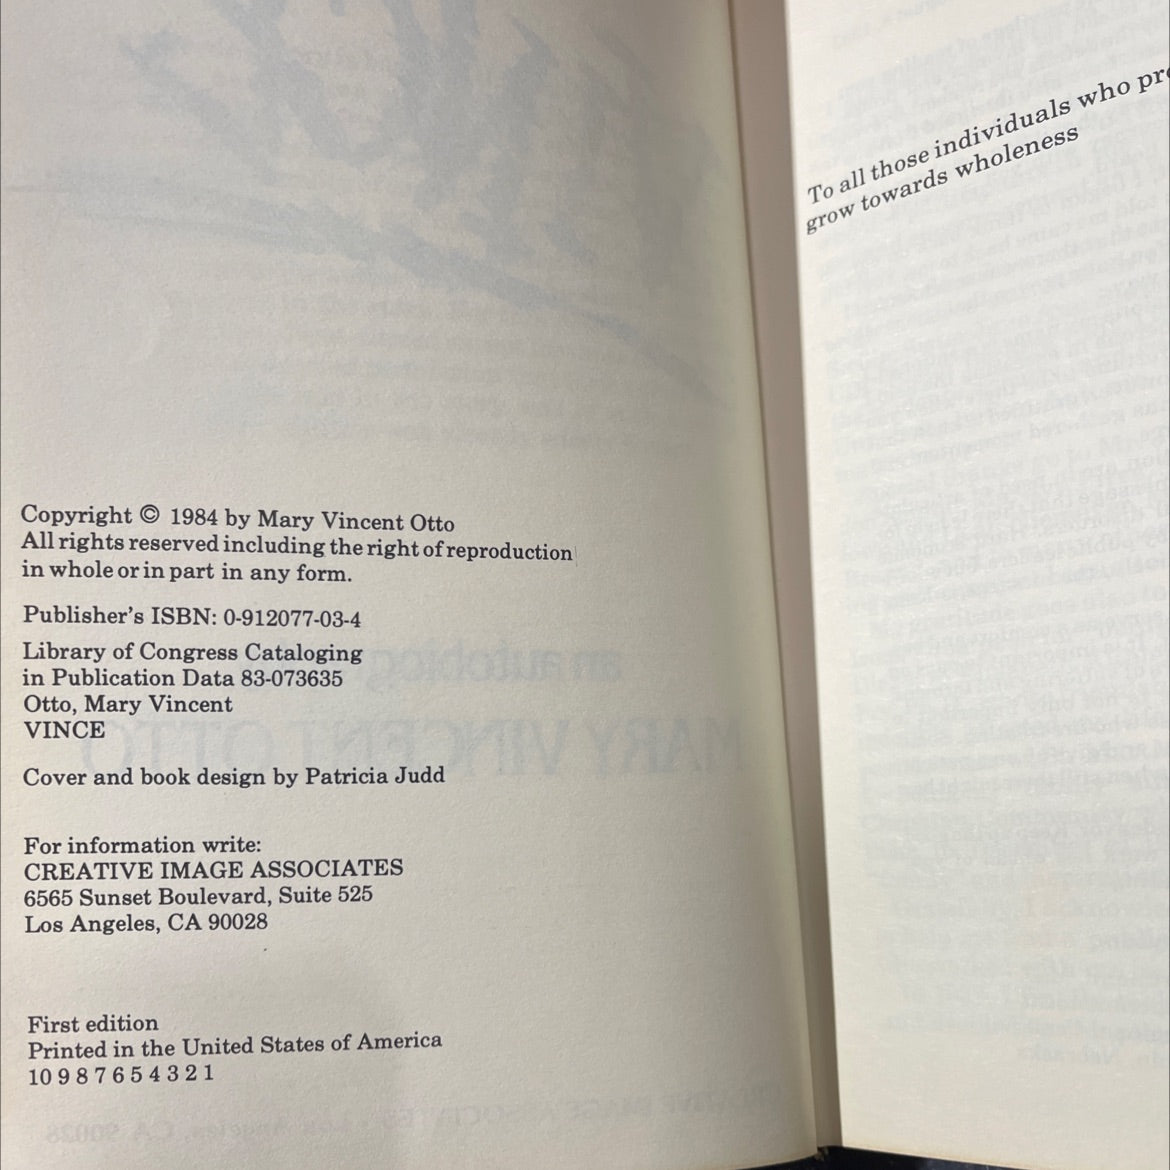 Copyright © 1984 by Mary Vincent Otto
All rights reserved including the right of reproduction
in whole or in part in any form.
Publisher's ISBN: 0-912077-03-4
Library of Congress Cataloging
in Publication Data 83-073635
Otto, Mary Vincent
VINCE
Cover and book design by Patricia Judd
For information write:
CREATIVE IMAGE ASSOCIATES
6565 Sunset Boulevard, Suite 525
Los Angeles, CA 90028
First edition
Printed in the United States of America
10 9 8 7 6 5 4 3 2 1
To all those individuals who
grow towards wholeness